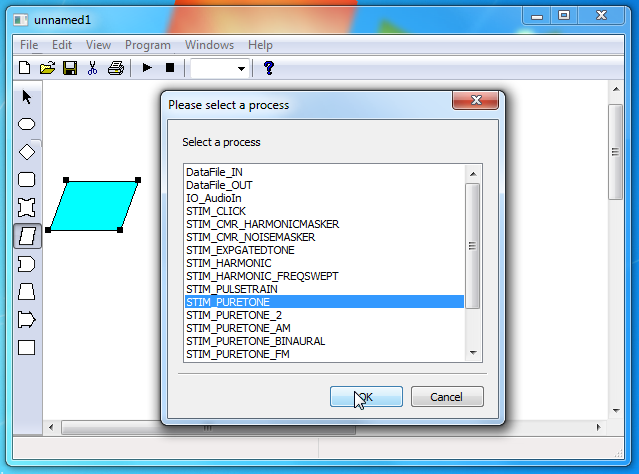 unnamed1
File Edit View Program Windows Help
Please select a process
Select a process
DataFile_IN
DataFile_OUT
IO_AudioIn
STIM_CLICK
STIM_CMR_HARMONICMASKER
STIM_CMR_NOISEMASKER
STIM_EXPGATEDTONE
STIM_HARMONIC
STIM_HARMONIC_FREQSWEPT
STIM_PULSETRAIN
STIM_PURETONE
STIM_PURETONE_2
STIM_PURETONE_AM
STIM_PURETONE_BINAURAL
STIM_PURETONE_FM
OK Cancel